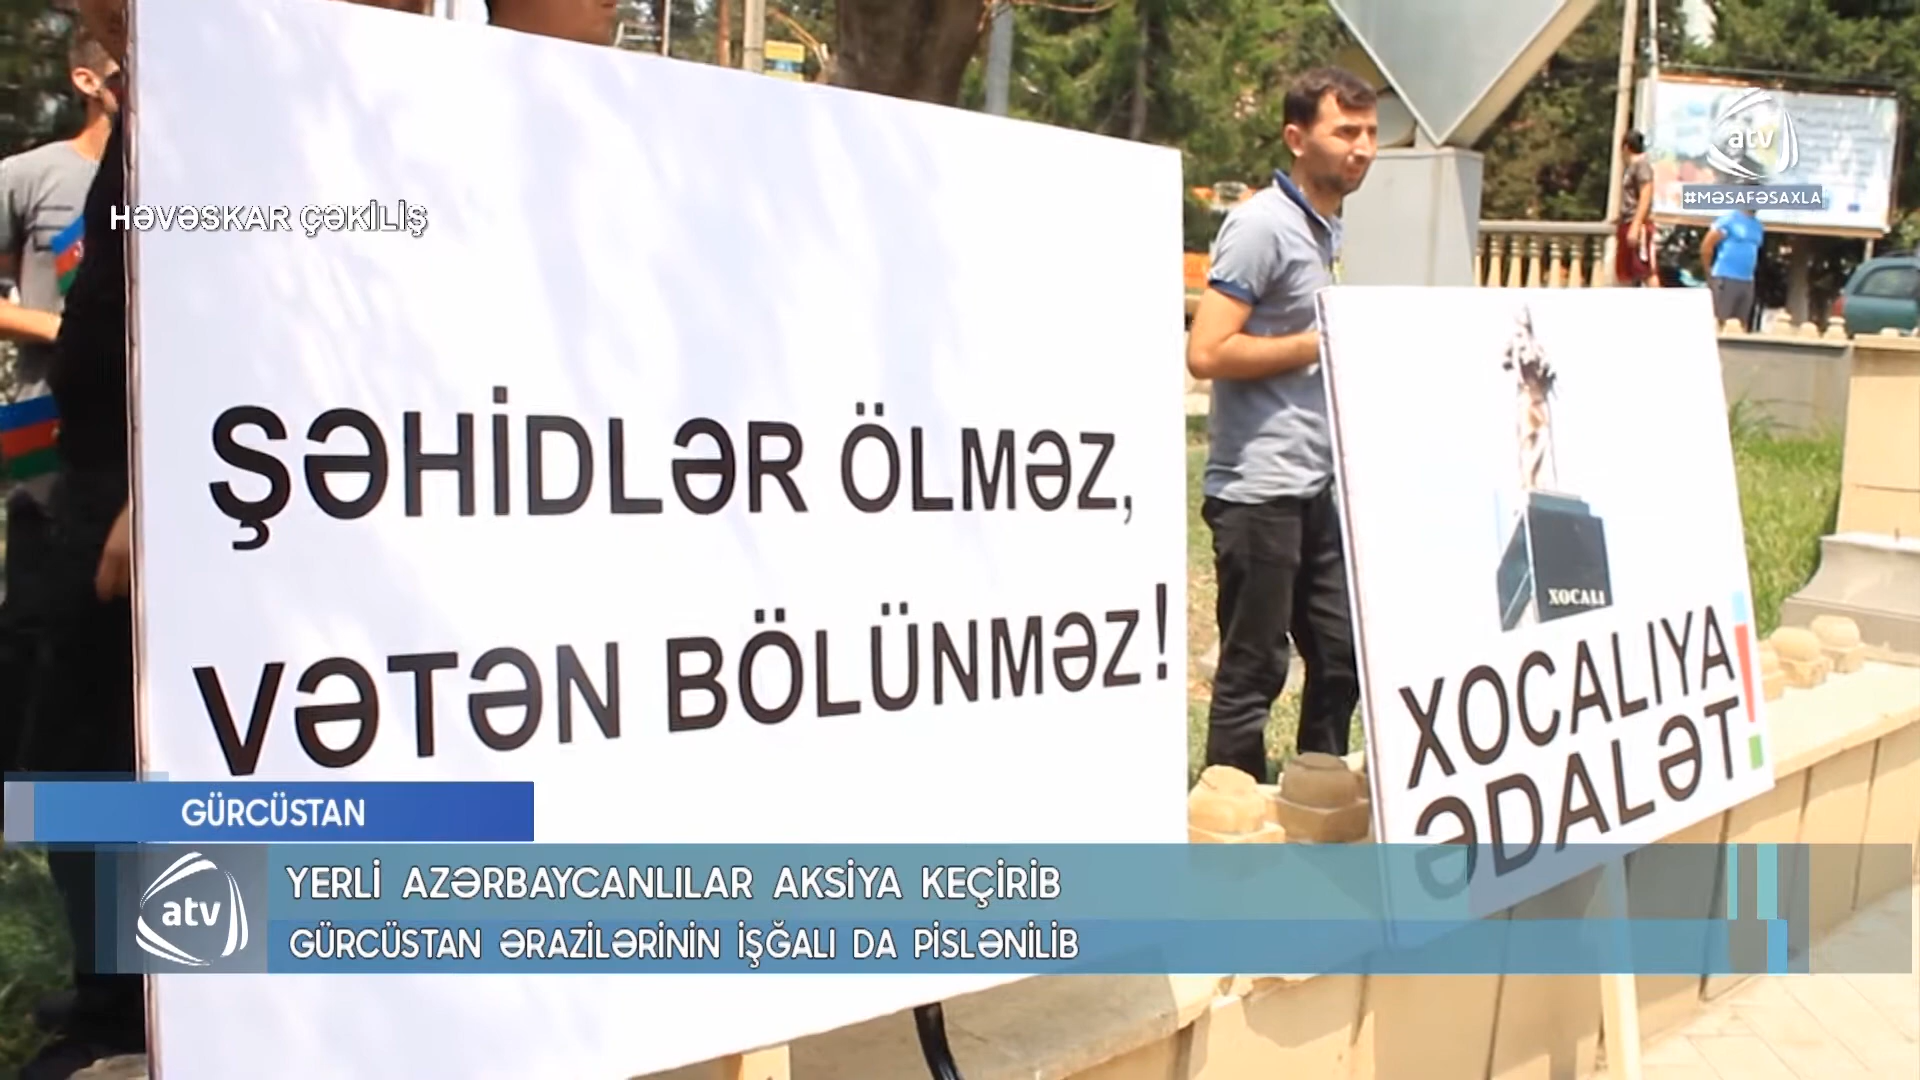 atv
#MƏSAFƏSAXLA
HƏVƏSKAR ÇƏKİLİŞ
ŞƏHİDLƏR ÖLMƏZ,
VƏTƏN BÖLÜNMƏZ!
XOCALI
XOCALIYA
ƏDALƏT!
GÜRCÜSTAN
atv
YERLİ AZƏRBAYCANLILAR AKSİYA KEÇİRİB
GÜRCÜSTAN ƏRAZİLƏRİNİN İŞĞALI DA PİSLƏNİLİB